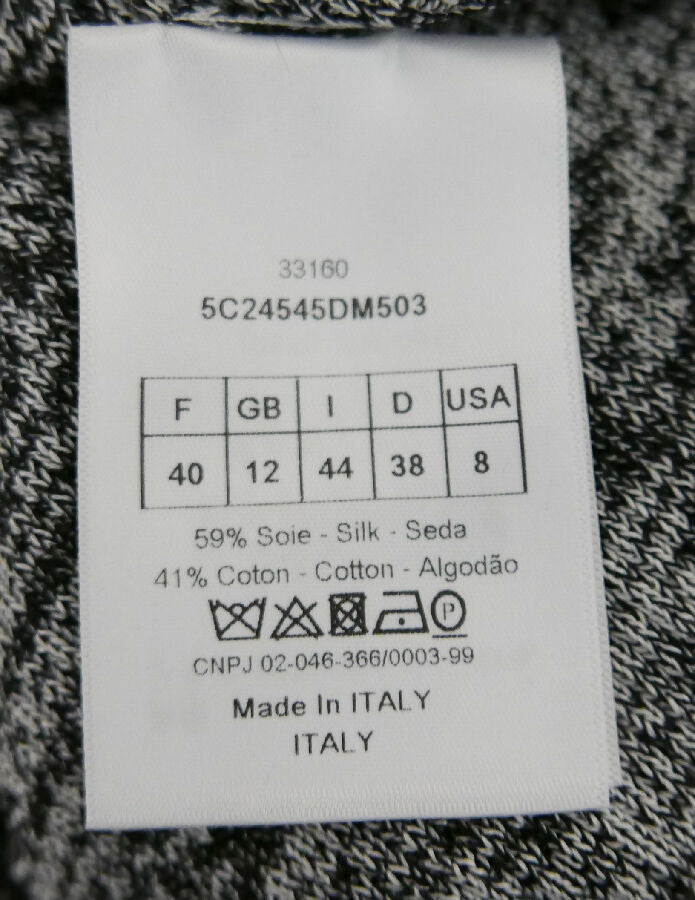 33160
5C24545DM503
F GB I D USA
40 12 44 38 8
59% Soie - Silk - Seda
41% Coton - Cotton - Algodão
P
CNPJ 02-046-366/0003-99
Made In ITALY
ITALY